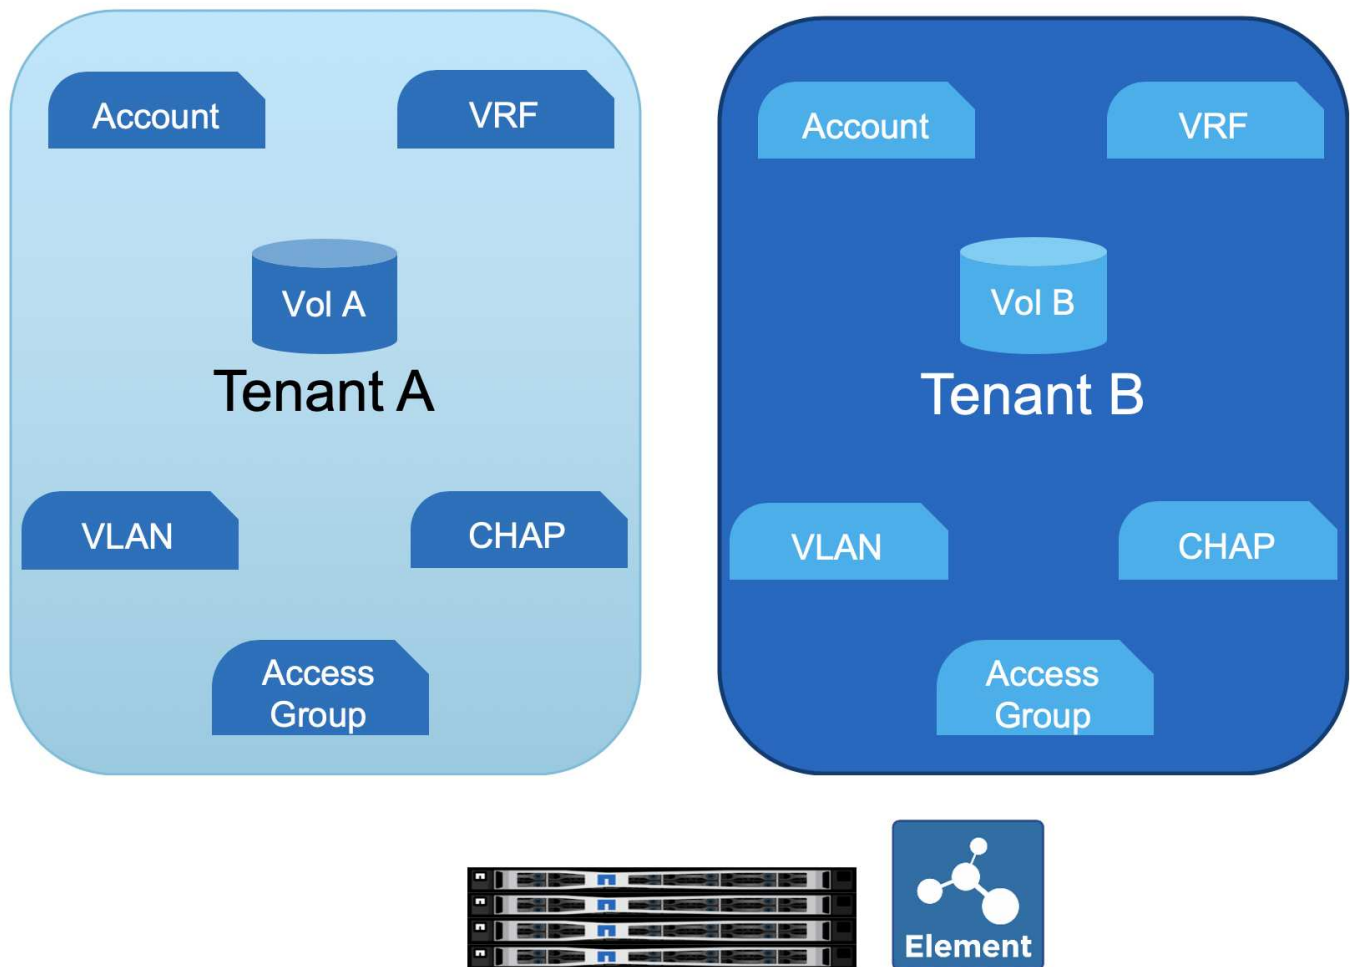 Account
VRF
Vol A
Tenant A
VLAN
CHAP
Access
Group
Account
VRF
Vol B
Tenant B
VLAN
CHAP
Access
Group
Element